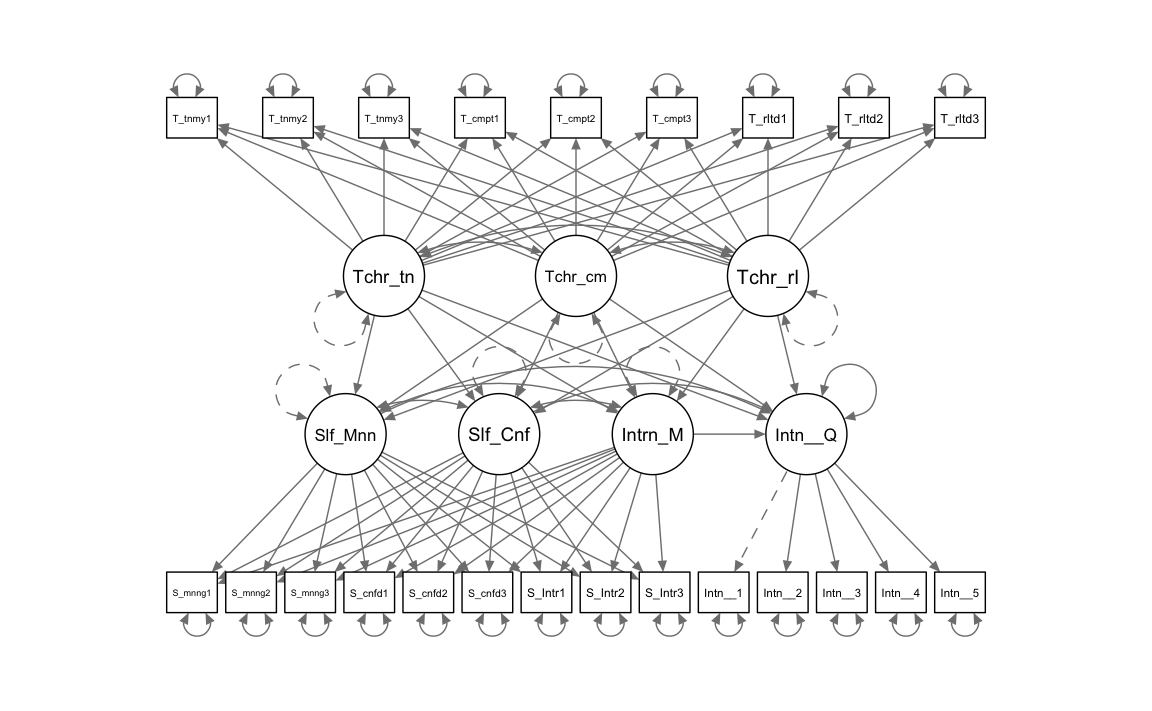 T_tnmy1 T_tnmy2 T_tnmy3 T_cmpt1 T_cmpt2 T_cmpt3 T_rltd1 T_rltd2 T_rltd3
Tchr_tn Tchr_cm Tchr_rl
Slf_Mnn Slf_Cnf Intrn_M Intn__Q
S_mnng1 S_mnng2 S_mnng3 S_cnfd1 S_cnfd2 S_cnfd3 S_Intr1 S_Intr2 S_Intr3 Intn__1 Intn__2 Intn__3 Intn__4 Intn__5